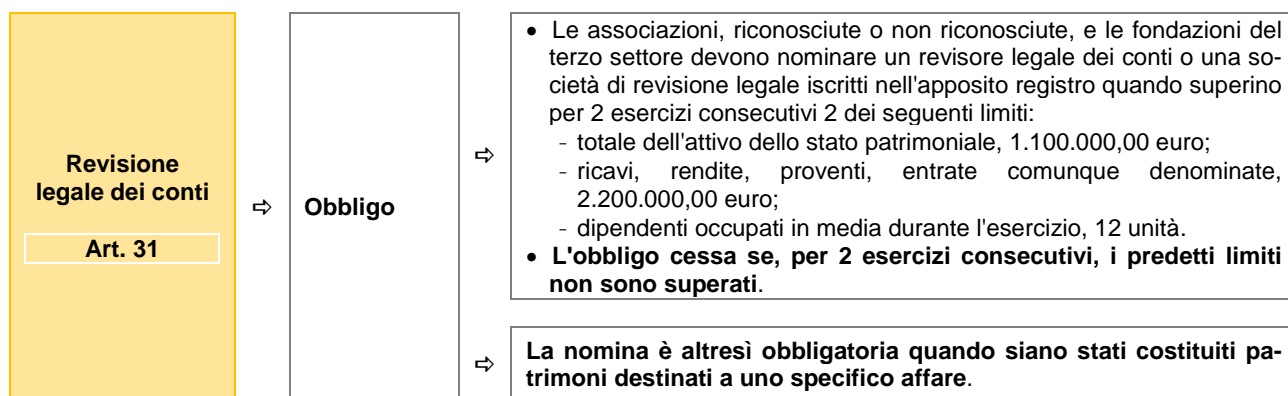 Revisione
legale dei conti
Art. 31
⇨
Obbligo
⇨
• Le associazioni, riconosciute o non riconosciute, e le fondazioni del
terzo settore devono nominare un revisore legale dei conti o una so-
cietà di revisione legale iscritti nell'apposito registro quando superino
per 2 esercizi consecutivi 2 dei seguenti limiti:
- totale dell'attivo dello stato patrimoniale, 1.100.000,00 euro;
- ricavi, rendite, proventi, entrate comunque denominate,
2.200.000,00 euro;
- dipendenti occupati in media durante l'esercizio, 12 unità.
• L'obbligo cessa se, per 2 esercizi consecutivi, i predetti limiti
non sono superati.
⇨
La nomina è altresì obbligatoria quando siano stati costituiti pa-
trimoni destinati a uno specifico affare.